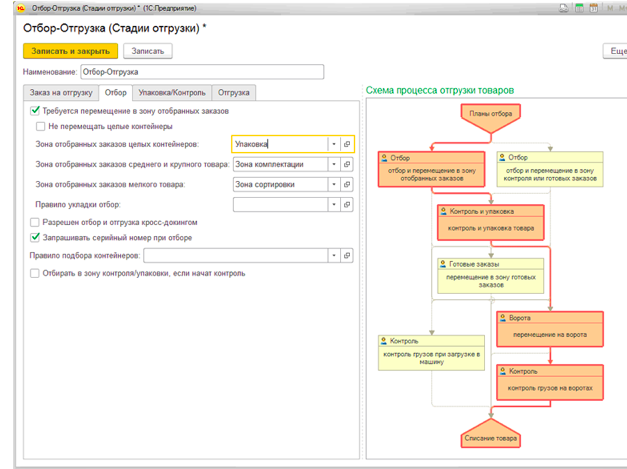 Отбор-Отгрузка (Стадии отгрузки) * (1С:Предприятие)
Отбор-Отгрузка (Стадии отгрузки) *
Записать и закрыть
Записать
Еще
Наименование: Отбор-Отгрузка
Заказ на отгрузку
Отбор
Упаковка/Контроль
Отгрузка
Требуется перемещение в зону отобранных заказов
Не перемещать целые контейнеры
Зона отобранных заказов целых контейнеров: Упаковка
Зона отобранных заказов среднего и крупного товара: Зона комплектации
Зона отобранных заказов мелкого товара: Зона сортировки
Правило укладки отбор:
Разрешен отбор и отгрузка кросс-докингом
Запрашивать серийный номер при отборе
Правило подбора контейнеров:
Отбирать в зону контроля/упаковки, если начат контроль
Схема процесса отгрузки товаров
Планы отбора
Отбор
отбор и перемещение в зону
отобранных заказов
Отбор
отбор и перемещение в зону
контроля или готовых заказов
Контроль и упаковка
контроль и упаковка товара
Готовые заказы
перемещение в зону готовых
заказов
Ворота
перемещение на ворота
Контроль
контроль грузов при загрузке в
машину
Контроль
контроль грузов на воротах
Списание товара